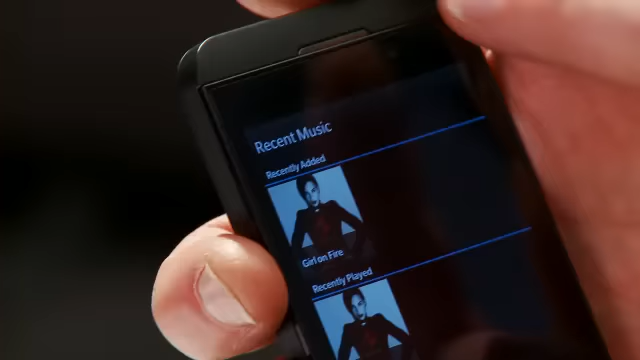 Recent Music
Recently Added
Girl on Fire
Recently Played